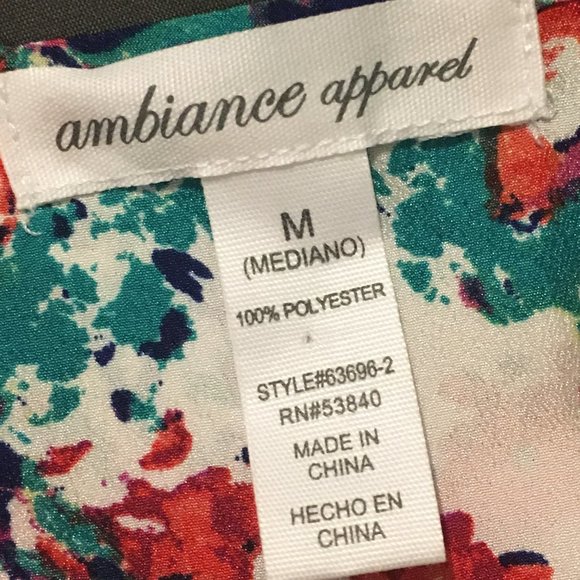 ambiance apparel
M
(MEDIANO)
100% POLYESTER
STYLE#63696-2
RN#53840
MADE IN
CHINA
HECHO EN
CHINA